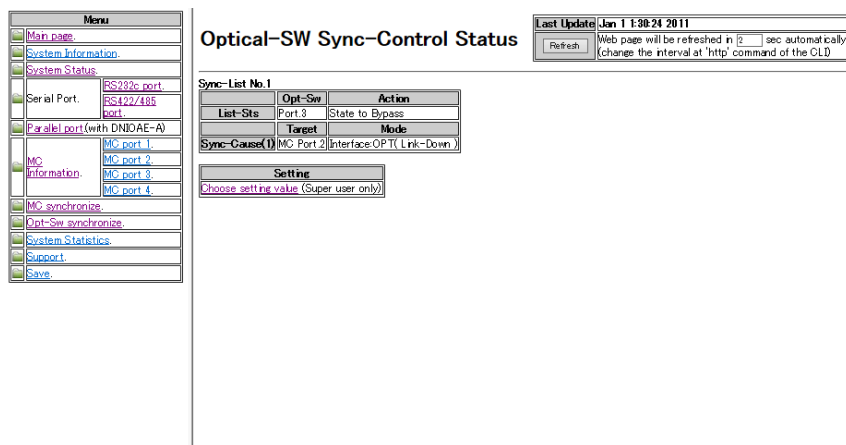 Menu
Main page.
System Information.
System Status.
Serial Port.
RS232c port.
RS422/485
port.
Parallel port.(with DNIOAE-A)
MC
Information.
MC port 1.
MC port 2.
MC port 3.
MC port 4.
MC synchronize.
Opt-Sw synchronize.
System Statistics.
Support.
Save.
Optical-SW Sync-Control Status
Last Update Jan 1 1:30:24 2011
Refresh
Web page will be refreshed in 2 sec automatically
(change the interval at 'http' command of the CLI)
Sync-List No.1
Opt-Sw Action
List-Sts Port.3 State to Bypass
Target Mode
Sync-Cause(1) MC Port.2 Interface:OPT( Link-Down )
Setting
Choose setting value (Super user only)